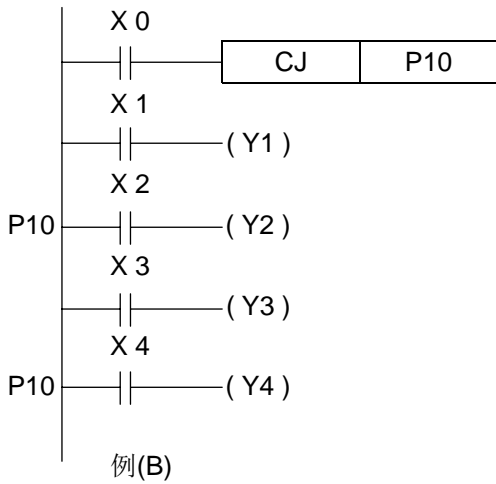 X 0
CJ P10
X 1
( Y1 )
X 2
P10 ( Y2 )
X 3
( Y3 )
X 4
P10 ( Y4 )
例(B)